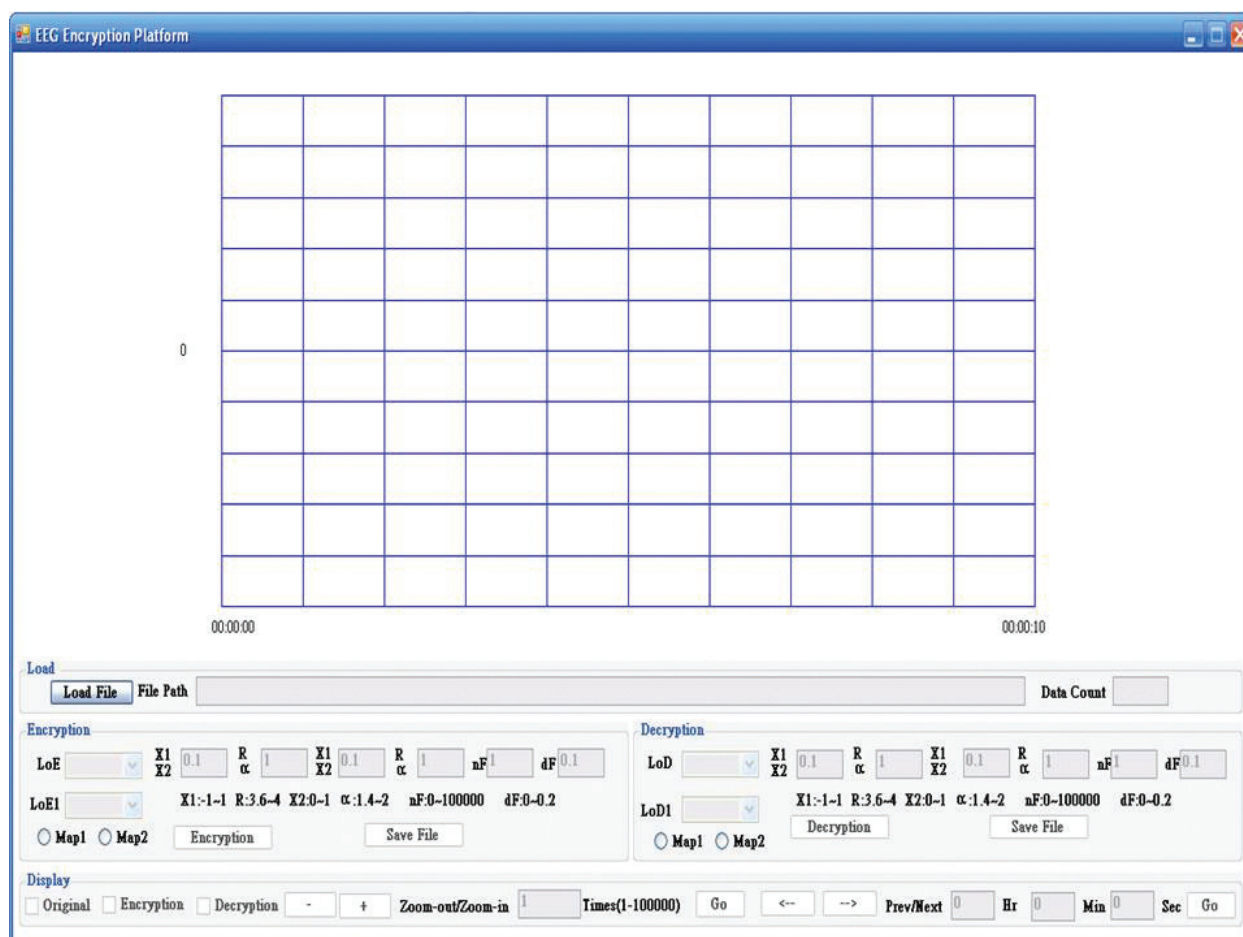 EEG Encryption Platform
0
00:00:00 00:00:10
Load
Load File File Path Data Count
Encryption
LoE X1 X2 0.1 R α 1 X1 X2 0.1 R α 1 nF 1 dF 0.1
LoE1 X1:-1~1 R:3.6~4 X2:0~1 α:1.4~2 nF:0~100000 dF:0~0.2
Map1 Map2 Encryption Save File
Decryption
LoD X1 X2 0.1 R α 1 X1 X2 0.1 R α 1 nF 1 dF 0.1
LoD1 X1:-1~1 R:3.6~4 X2:0~1 α:1.4~2 nF:0~100000 dF:0~0.2
Decryption Save File
Map1 Map2
Display
Original Encryption Decryption - + Zoom-out/Zoom-in 1 Times(1-100000) Go <-- --> Prev/Next 0 Hr 0 Min 0 Sec Go